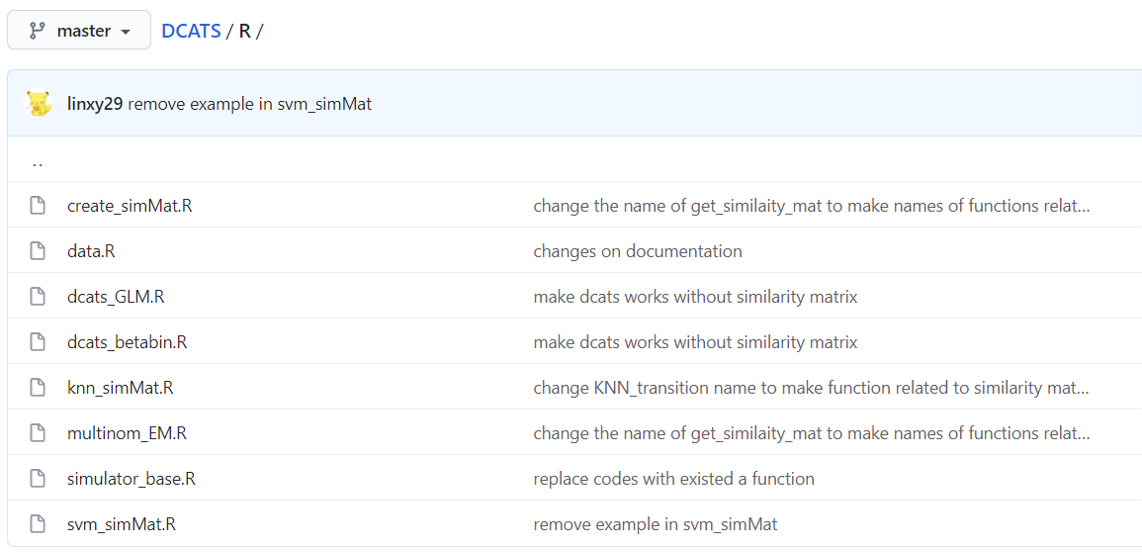 master DCATS / R /
linxy29 remove example in svm_simMat
..
create_simMat.R change the name of get_similaity_mat to make names of functions relat...
data.R changes on documentation
dcats_GLM.R make dcats works without similarity matrix
dcats_betabin.R make dcats works without similarity matrix
knn_simMat.R change KNN_transition name to make function related to similarity mat...
multinom_EM.R change the name of get_similaity_mat to make names of functions relat...
simulator_base.R replace codes with existed a function
svm_simMat.R remove example in svm_simMat